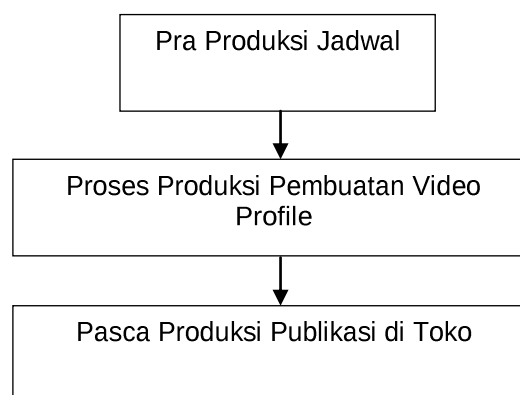 Pra Produksi Jadwal
Proses Produksi Pembuatan Video
Profile
Pasca Produksi Publikasi di Toko